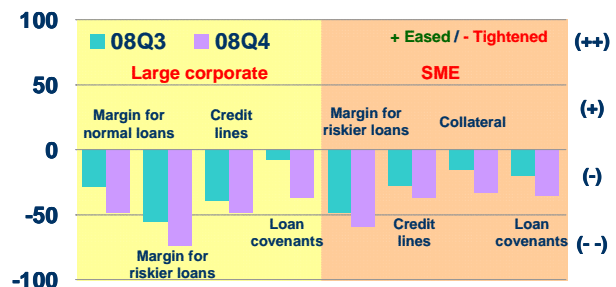 100
08Q3 08Q4
+ Eased / - Tightened
(++)
Large corporate
SME
50
(+)
Margin for
normal loans
Credit
lines
Margin for
riskier loans
Collateral
0
(-)
-50
Margin for
riskier loans
Loan
covenants
Credit
lines
Loan
covenants
(- -)
-100